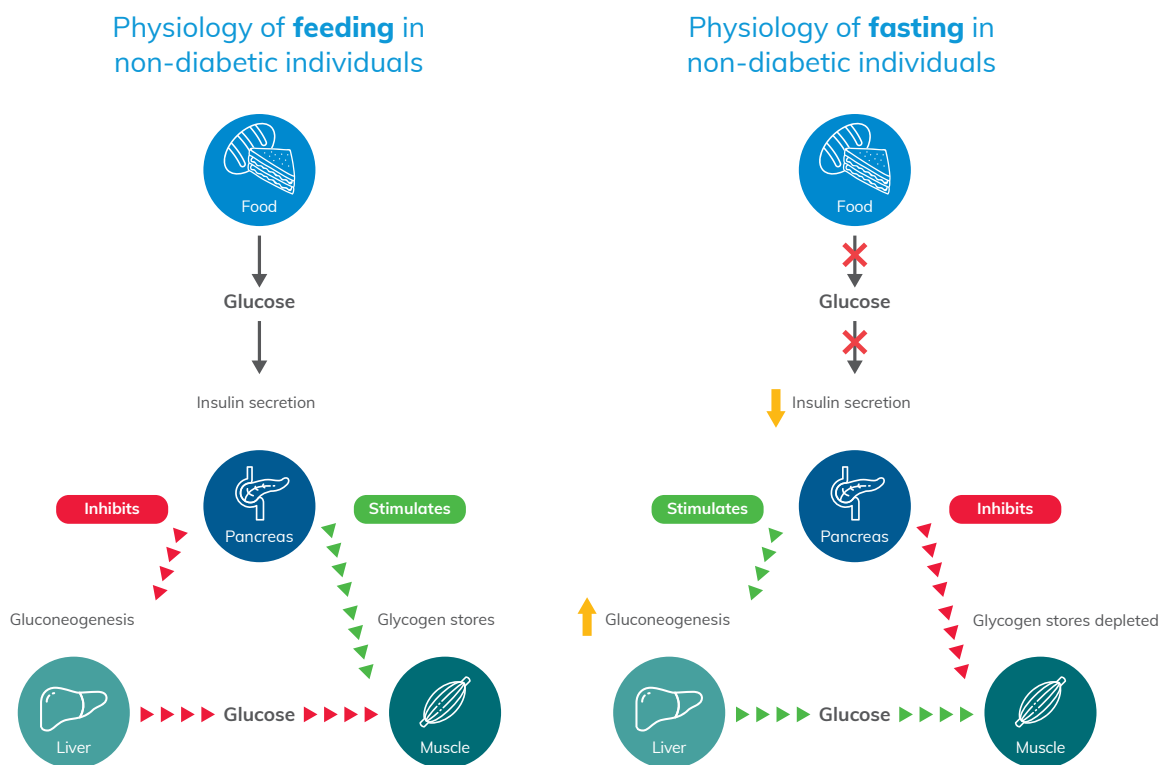 Physiology of feeding in
non-diabetic individuals
Food
Glucose
Insulin secretion
Inhibits
Stimulates
Pancreas
Gluconeogenesis
Glycogen stores
Liver
Glucose
Muscle
Physiology of fasting in
non-diabetic individuals
Food
Glucose
Insulin secretion
Stimulates
Inhibits
Pancreas
Gluconeogenesis
Glycogen stores depleted
Liver
Glucose
Muscle